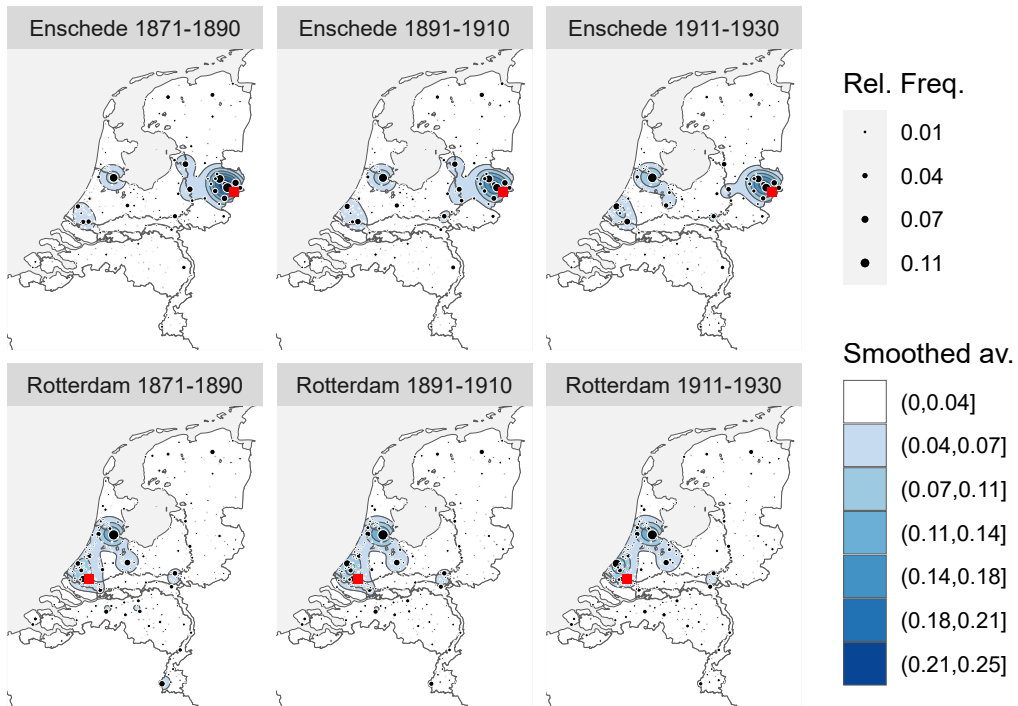 Enschede 1871-1890
Enschede 1891-1910
Enschede 1911-1930
Rel. Freq.
0.01
0.04
0.07
0.11
Rotterdam 1871-1890
Rotterdam 1891-1910
Rotterdam 1911-1930
Smoothed av.
(0,0.04]
(0.04,0.07]
(0.07,0.11]
(0.11,0.14]
(0.14,0.18]
(0.18,0.21]
(0.21,0.25]